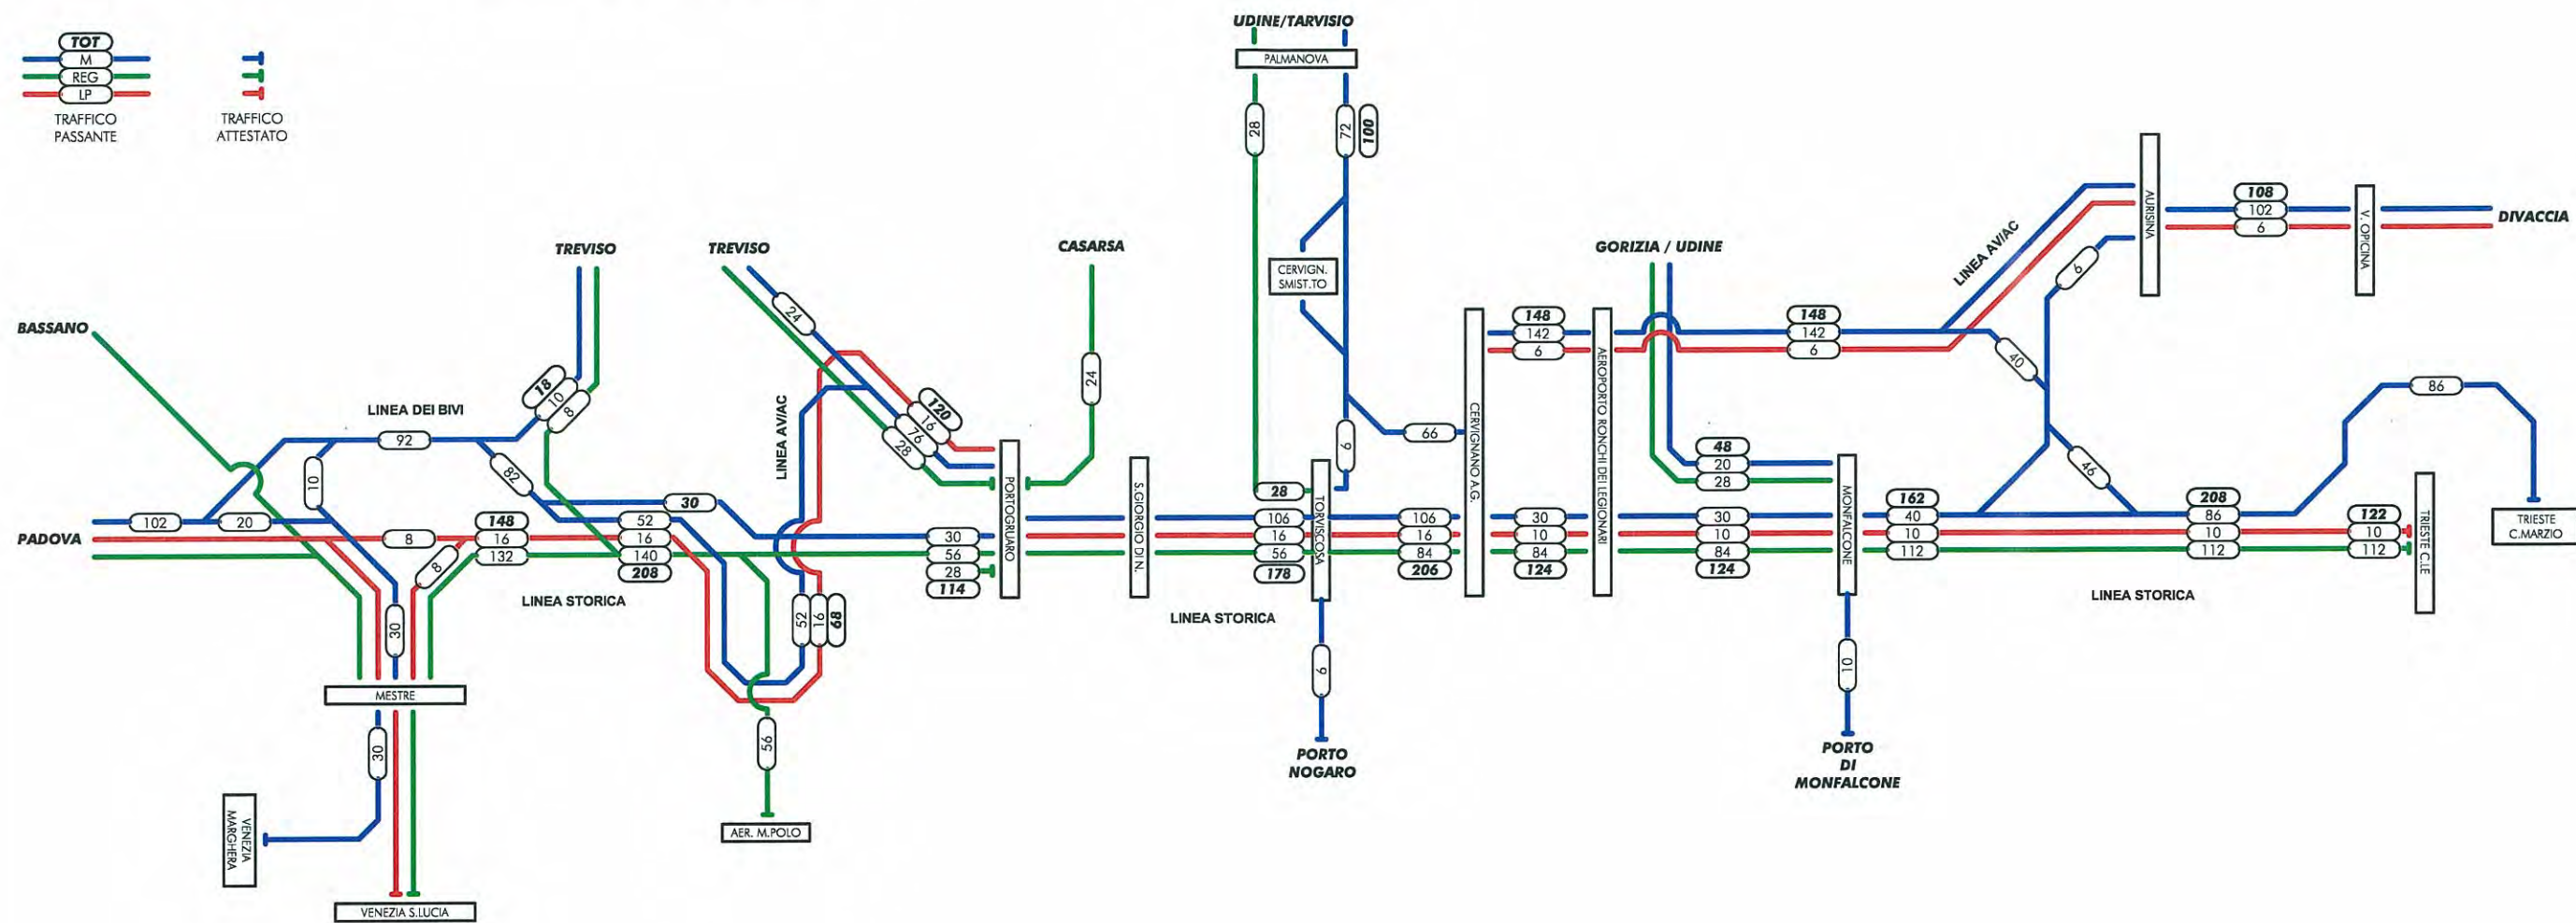 TOT
M
REG
LP
TRAFFICO
PASSANTE
TRAFFICO
ATTESTATO
UDINE/TARVISIO
PALMANOVA
28
72
100
CERVIGN.
SMIST.TO
BASSANO
TREVISO
TREVISO
CASARSA
GORIZIA / UDINE
DIVACCIA
PADOVA
LINEA DEI BIVI
92
18
10
8
10
82
102
20
8
8
148
16
132
30
52
16
140
208
LINEA STORICA
30
MESTRE
30
VENEZIA
MARGHERA
VENEZIA S.LUCIA
24
LINEA AV/AC
120
16
76
28
52
16
68
56
AER. M.POLO
24
30
56
28
114
PORTOGRUARO
S.GIORGIO DI N.
LINEA STORICA
28
106
16
56
178
TORVISCOSA
6
6
PORTO
NOGARO
66
106
16
84
206
CERVIGNANO A.G.
148
142
6
30
10
84
124
AEROPORTO RONCHI DEI LEGIONARI
148
142
6
48
20
28
30
10
84
124
MONFALCONE
10
PORTO
DI
MONFALCONE
LINEA AV/AC
40
6
46
AURISINA
108
102
6
V. OPICINA
162
40
10
112
LINEA STORICA
208
86
10
112
86
122
10
112
TRIESTE C.LE
TRIESTE
C.MARZIO